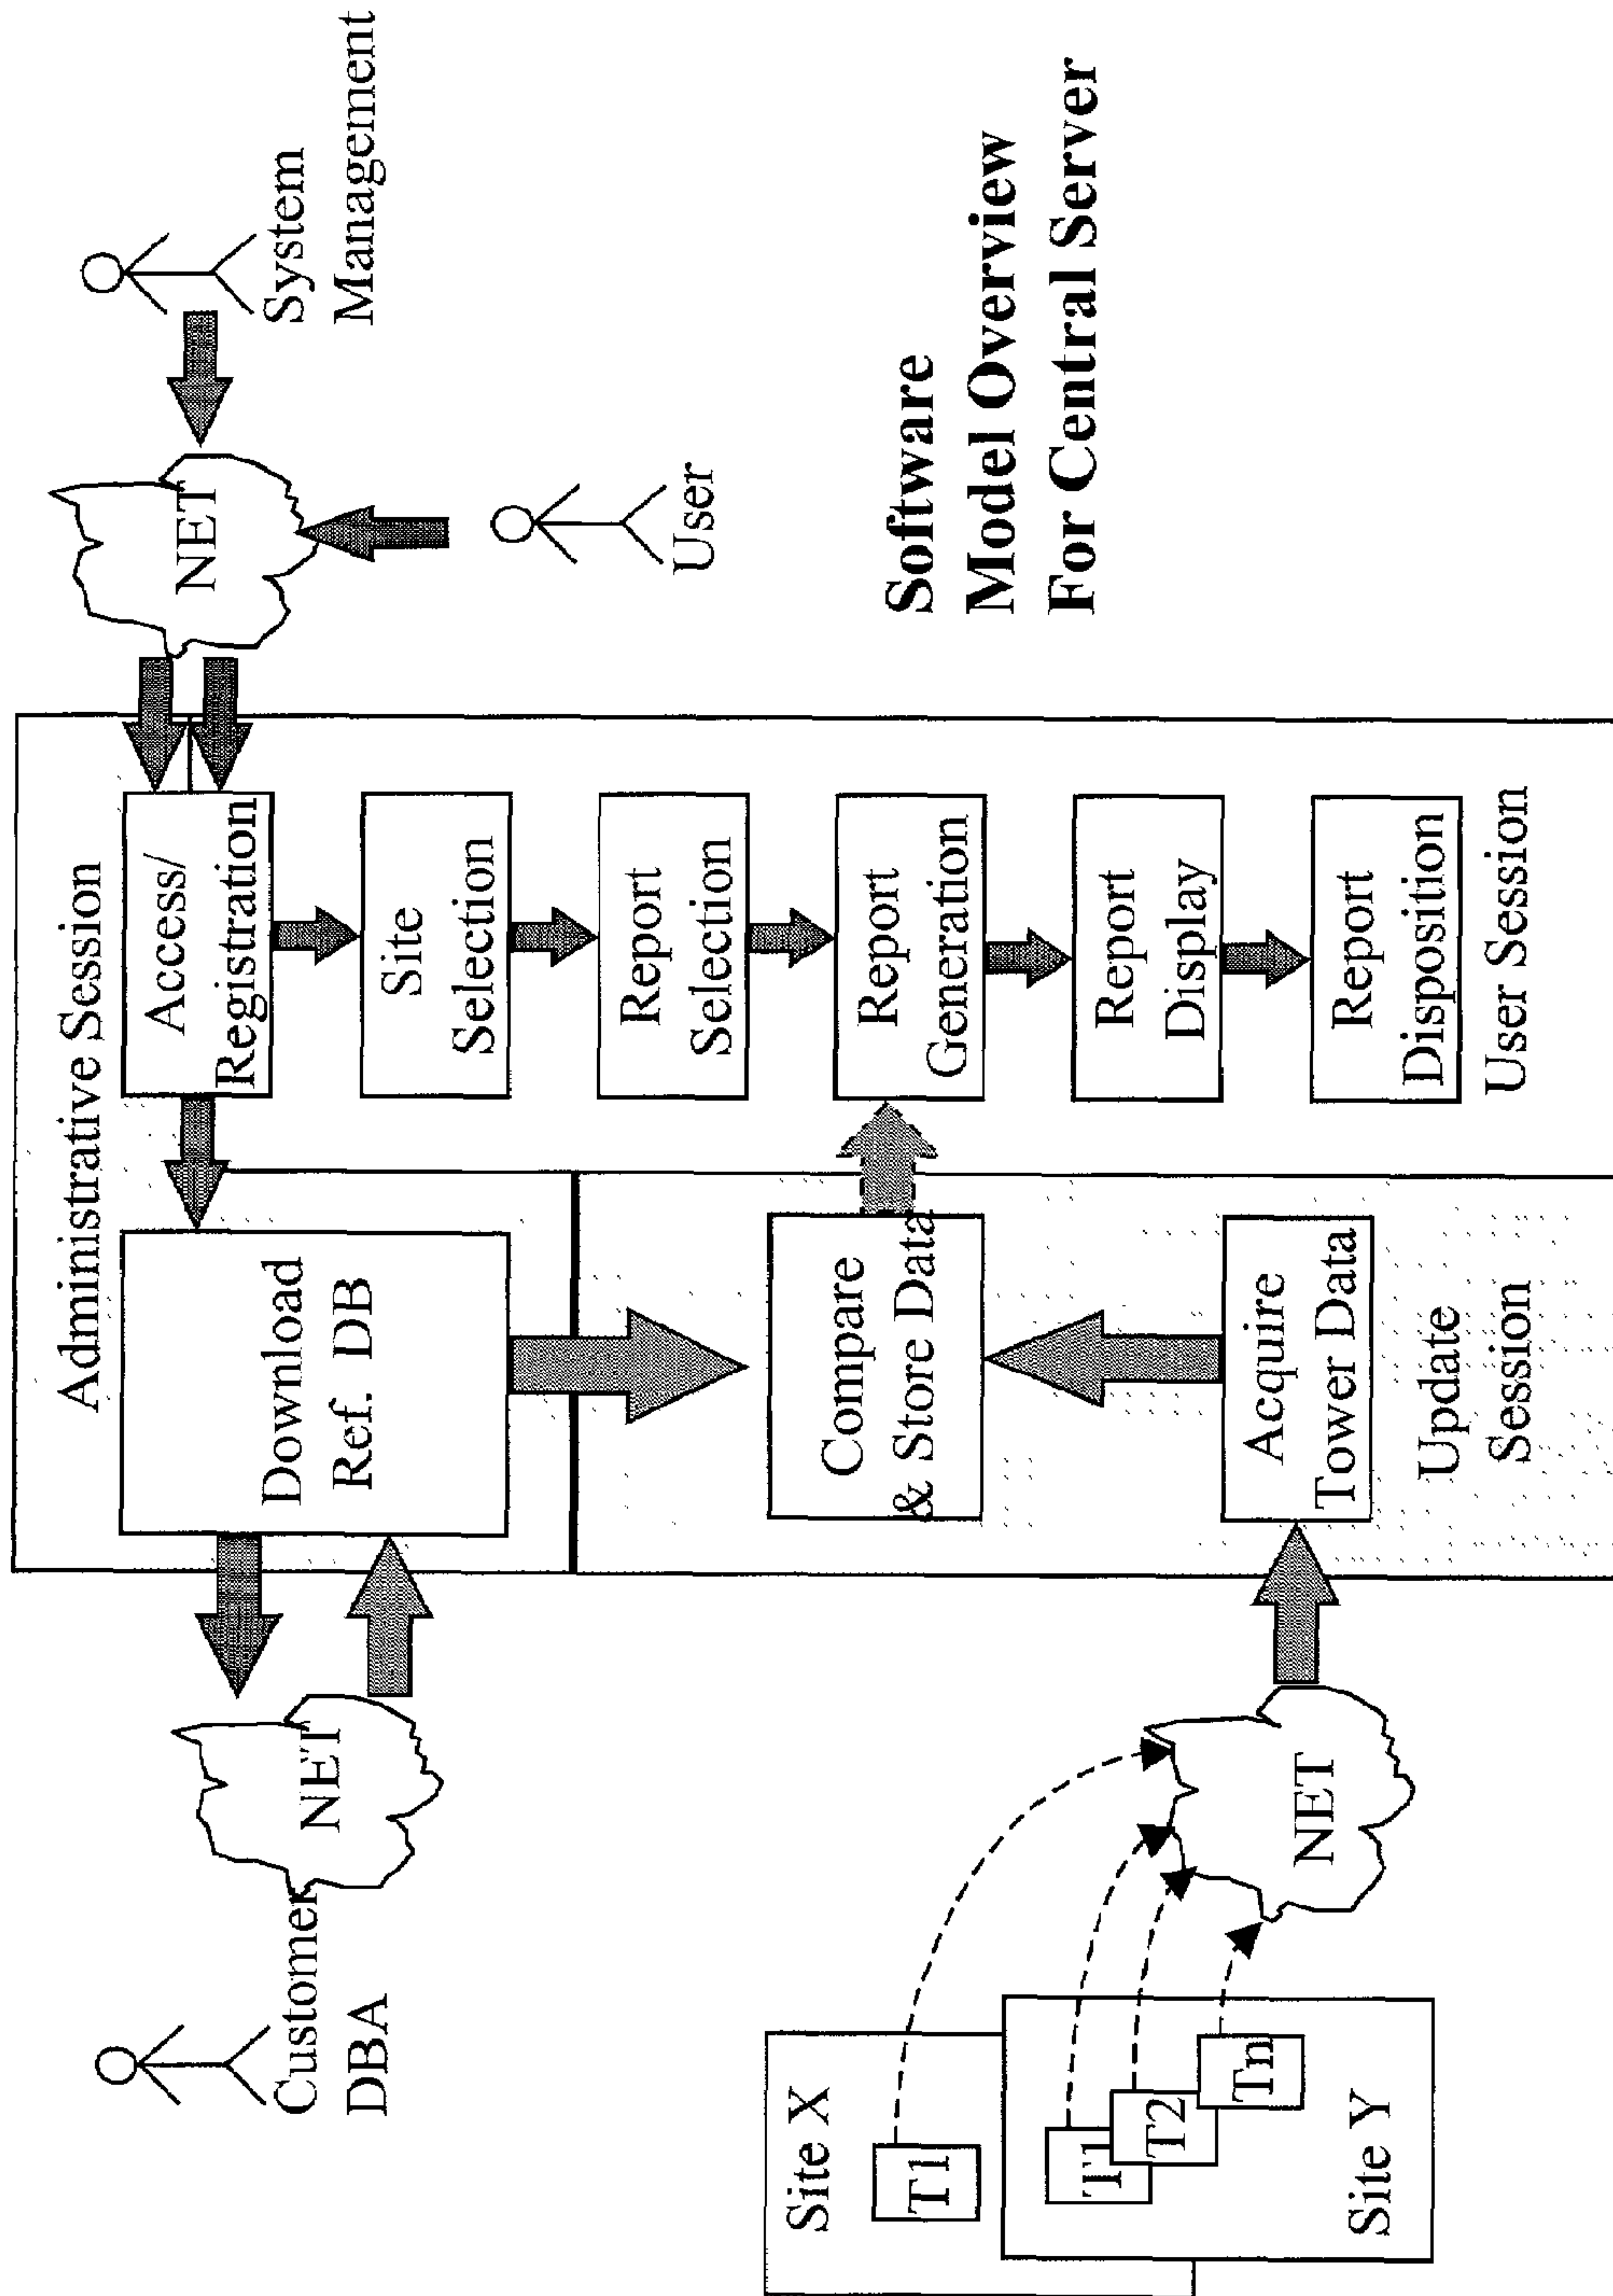 Customer
DBA
NET
Administrative Session
Download
Ref. DB
Access/
Registration
NET
System
Management
User
Site
Selection
Report
Selection
Compare
& Store Data
Report
Generation
Report
Display
Acquire
Tower Data
Report
Disposition
Update
Session
User Session
Site X
T1
T1
T2
Tn
Site Y
NET
Software
Model Overview
For Central Server